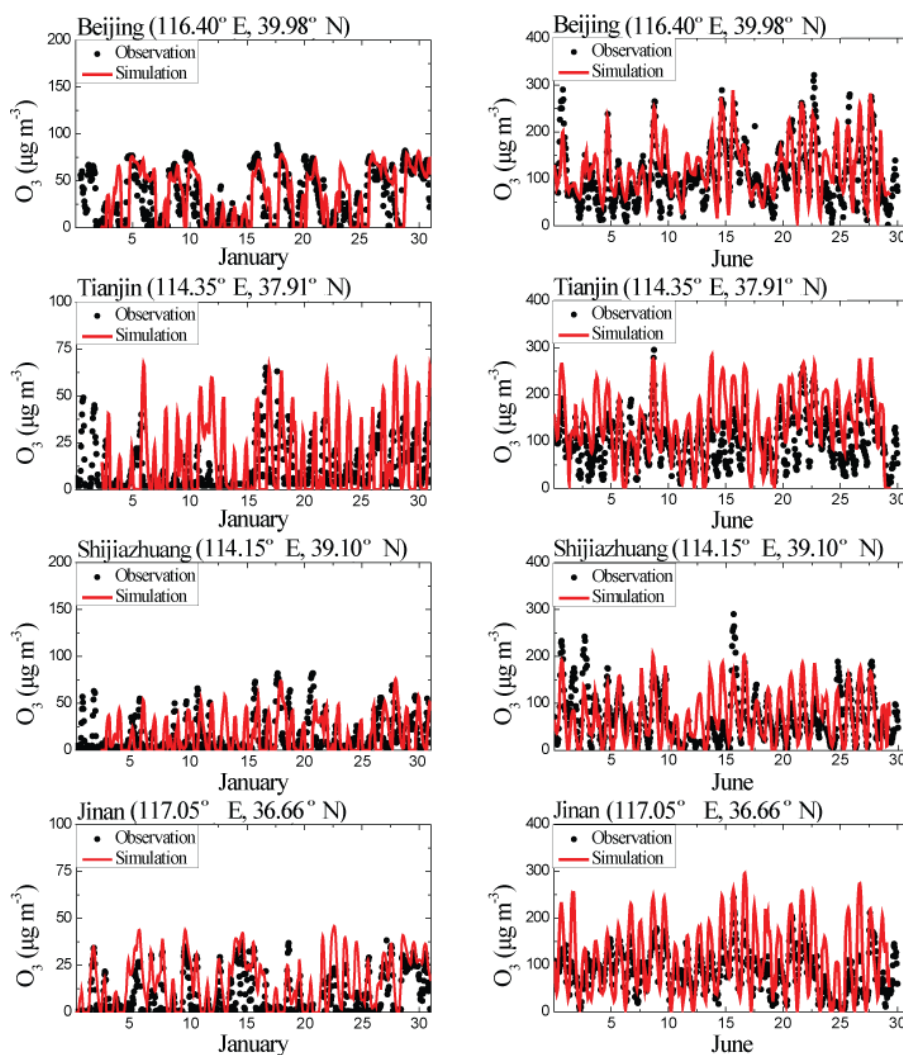 Beijing (116.40° E, 39.98° N)
200
150
100
50
0
O₃ (μg m⁻³)
Observation
Simulation
5 10 15 20 25 30
January
Beijing (116.40° E, 39.98° N)
400
300
200
100
0
O₃ (μg m⁻³)
Observation
Simulation
0 5 10 15 20 25 30
June
Tianjin (114.35° E, 37.91° N)
100
75
50
25
0
O₃ (μg m⁻³)
Observation
Simulation
5 10 15 20 25 30
January
Tianjin (114.35° E, 37.91° N)
400
300
200
100
0
O₃ (μg m⁻³)
Observation
Simulation
0 5 10 15 20 25 30
June
Shijiazhuang (114.15° E, 39.10° N)
200
150
100
50
0
O₃ (μg m⁻³)
Observation
Simulation
5 10 15 20 25 30
January
Shijiazhuang (114.15° E, 39.10° N)
400
300
200
100
0
O₃ (μg m⁻³)
Observation
Simulation
0 5 10 15 20 25 30
June
Jinan (117.05° E, 36.66° N)
100
75
50
25
0
O₃ (μg m⁻³)
Observation
Simulation
5 10 15 20 25 30
January
Jinan (117.05° E, 36.66° N)
400
300
200
100
0
O₃ (μg m⁻³)
Observation
Simulation
0 5 10 15 20 25 30
June